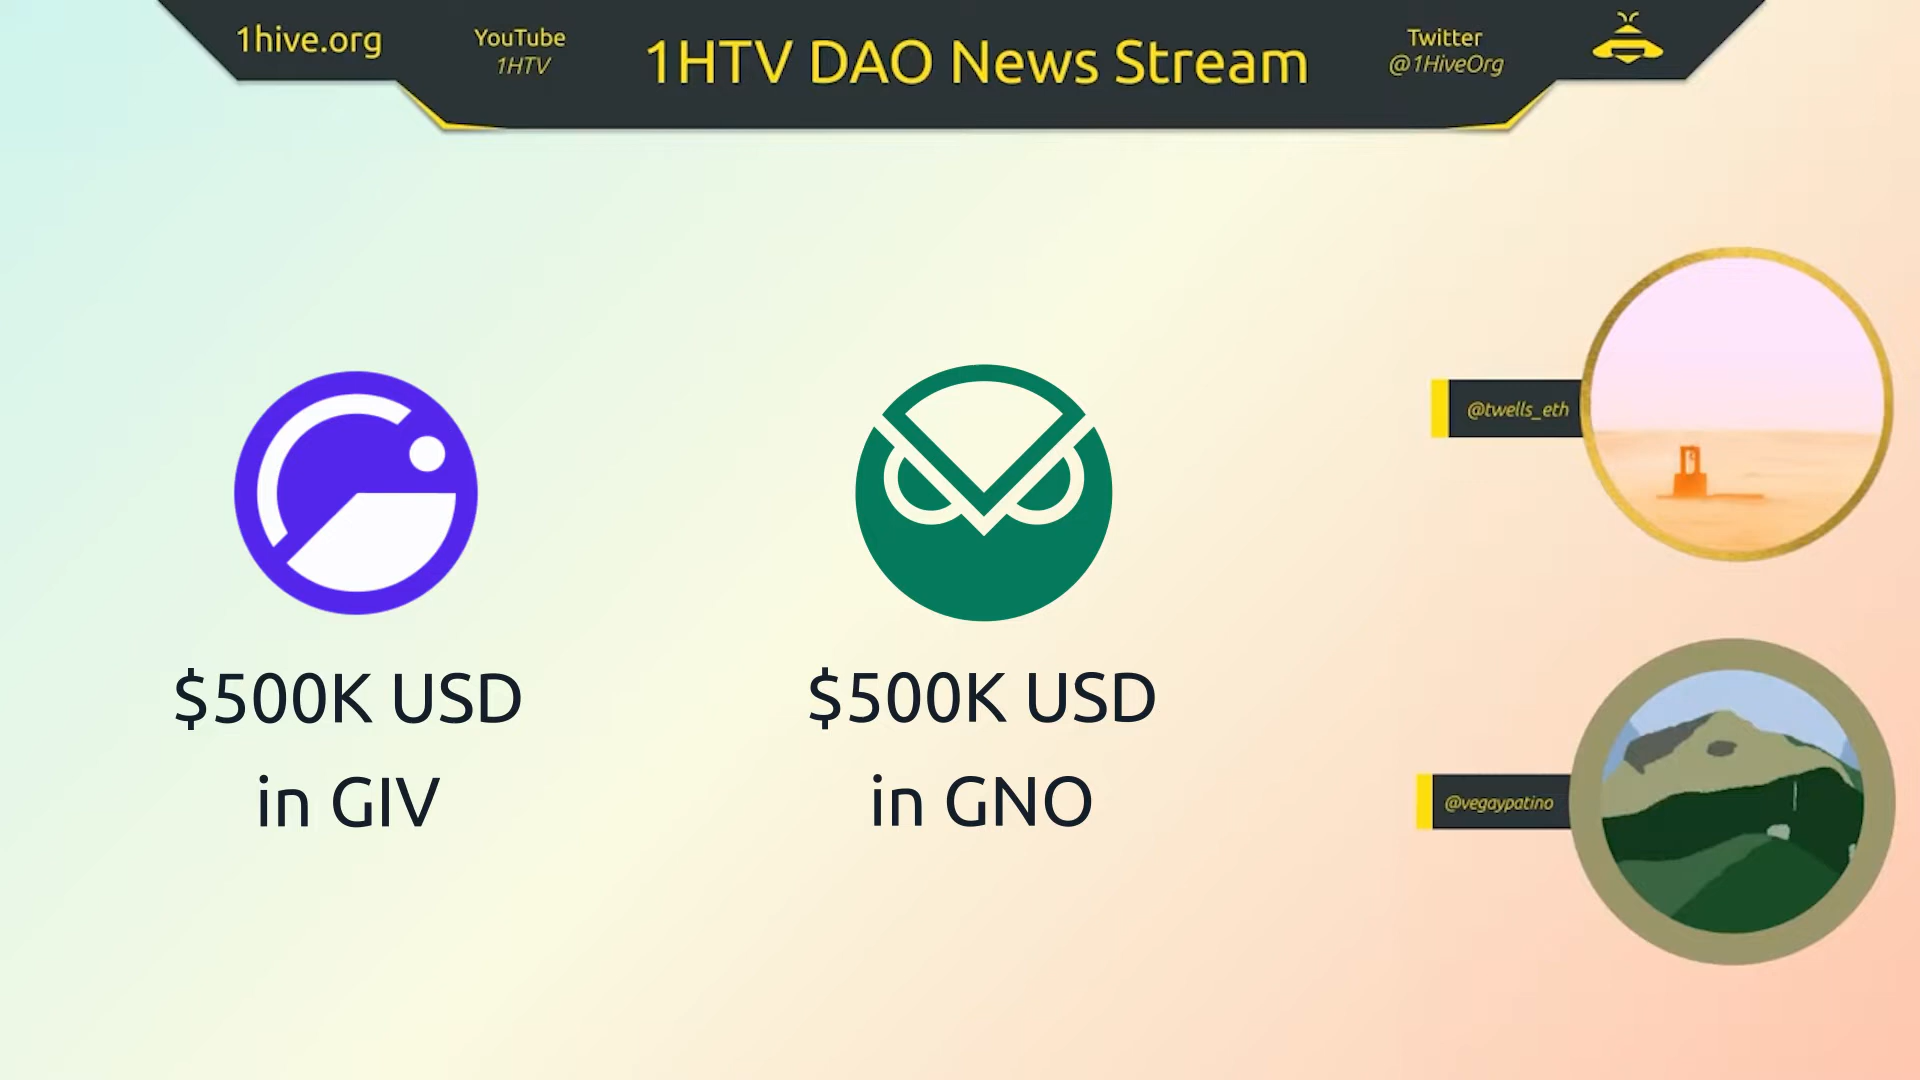 1hive.org
YouTube
1HTV
1HTV DAO News Stream
Twitter
@1HiveOrg
@twells_eth
$500K USD
in GIV
$500K USD
in GNO
@vegaypatino